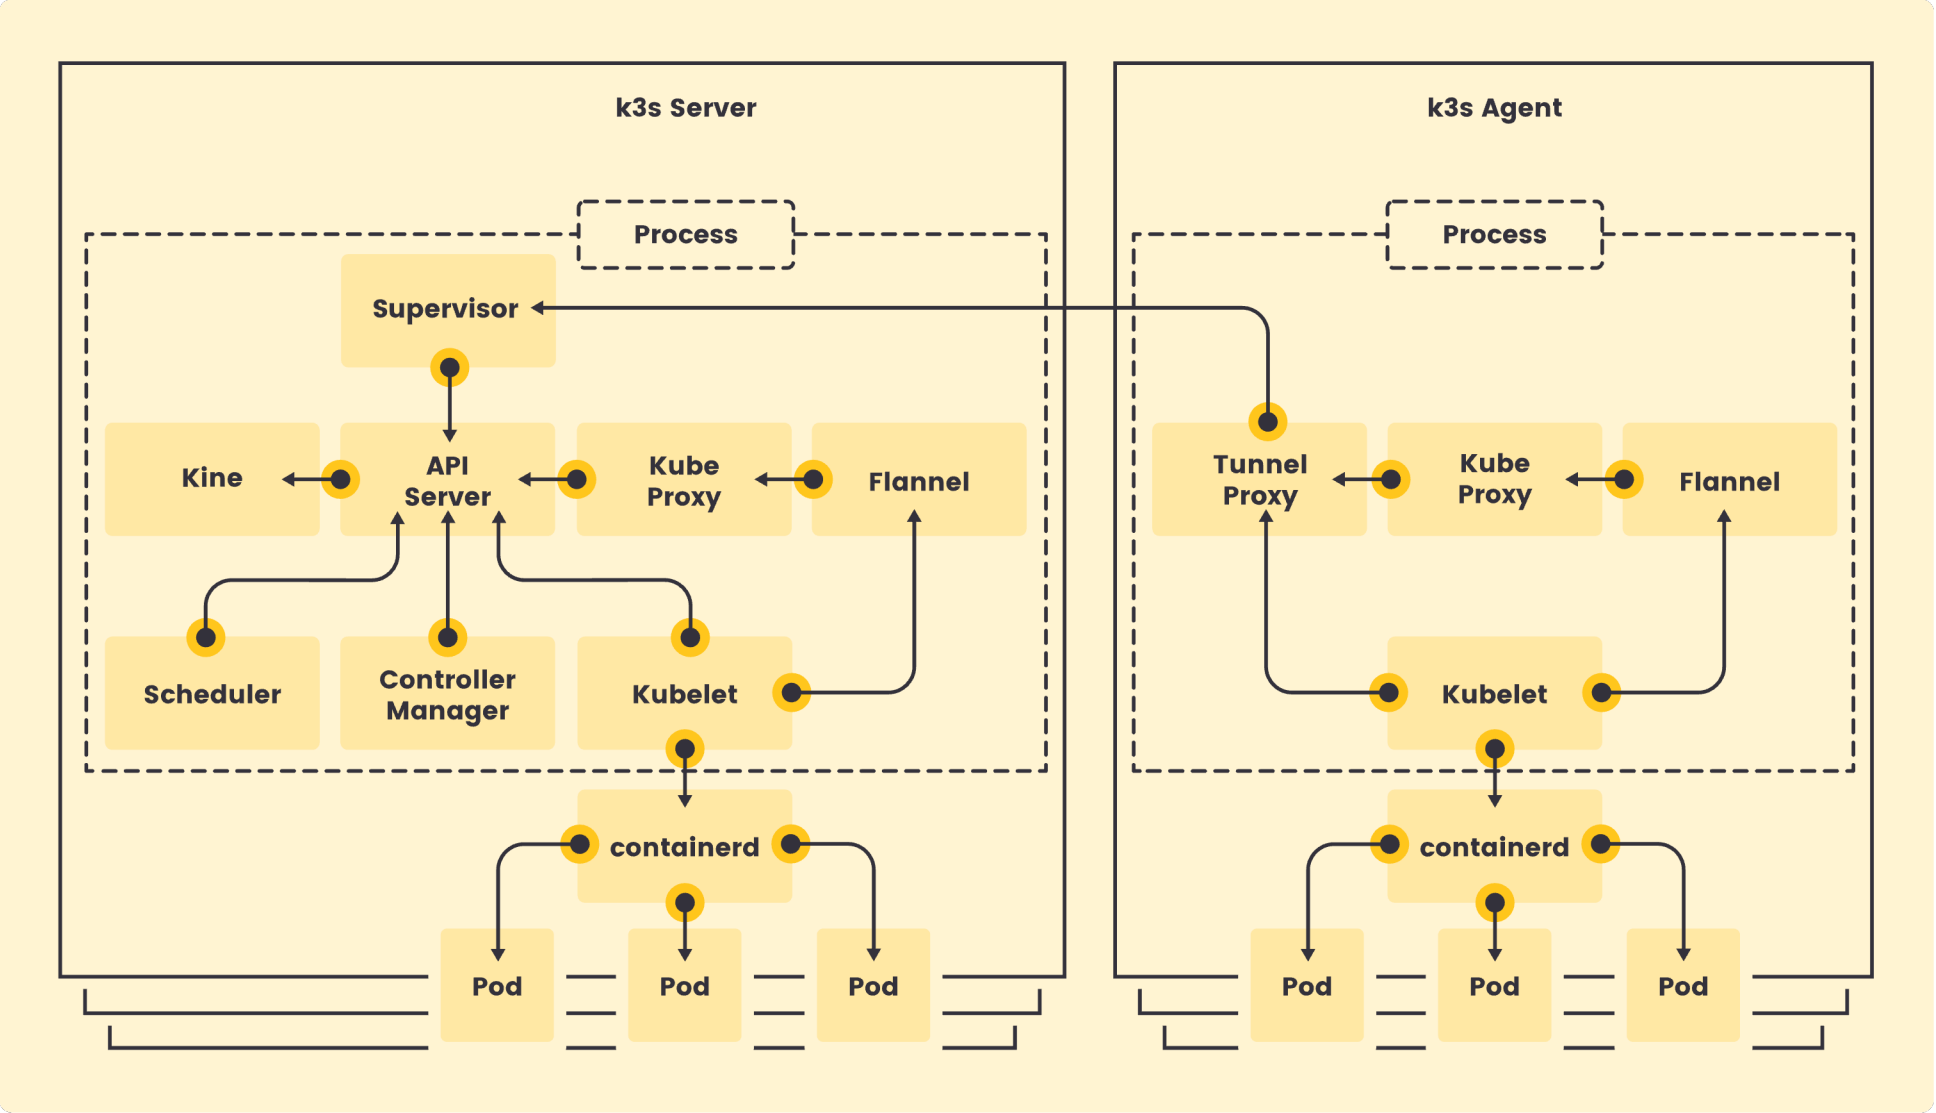 k3s Server
Process
Supervisor
Kine
API
Server
Kube
Proxy
Flannel
Scheduler
Controller
Manager
Kubelet
containerd
Pod
Pod
Pod
k3s Agent
Process
Tunnel
Proxy
Kube
Proxy
Flannel
Kubelet
containerd
Pod
Pod
Pod